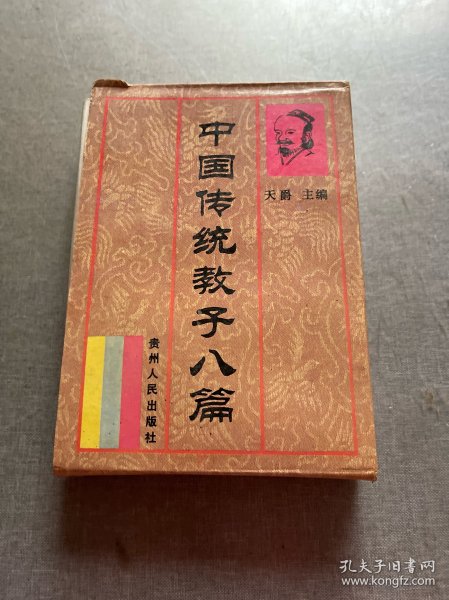 中国传统教子八篇
天爵 主编
贵州人民出版社
孔夫子旧书网
www.kongfz.com